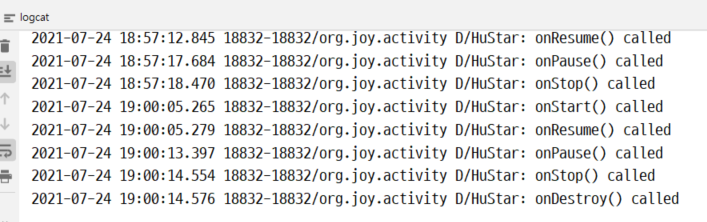 logcat
2021-07-24 18:57:12.845 18832-18832/org.joy.activity D/HuStar: onResume() called
2021-07-24 18:57:17.684 18832-18832/org.joy.activity D/HuStar: onPause() called
2021-07-24 18:57:18.470 18832-18832/org.joy.activity D/HuStar: onStop() called
2021-07-24 19:00:05.265 18832-18832/org.joy.activity D/HuStar: onStart() called
2021-07-24 19:00:05.279 18832-18832/org.joy.activity D/HuStar: onResume() called
2021-07-24 19:00:13.397 18832-18832/org.joy.activity D/HuStar: onPause() called
2021-07-24 19:00:14.554 18832-18832/org.joy.activity D/HuStar: onStop() called
2021-07-24 19:00:14.576 18832-18832/org.joy.activity D/HuStar: onDestroy() called